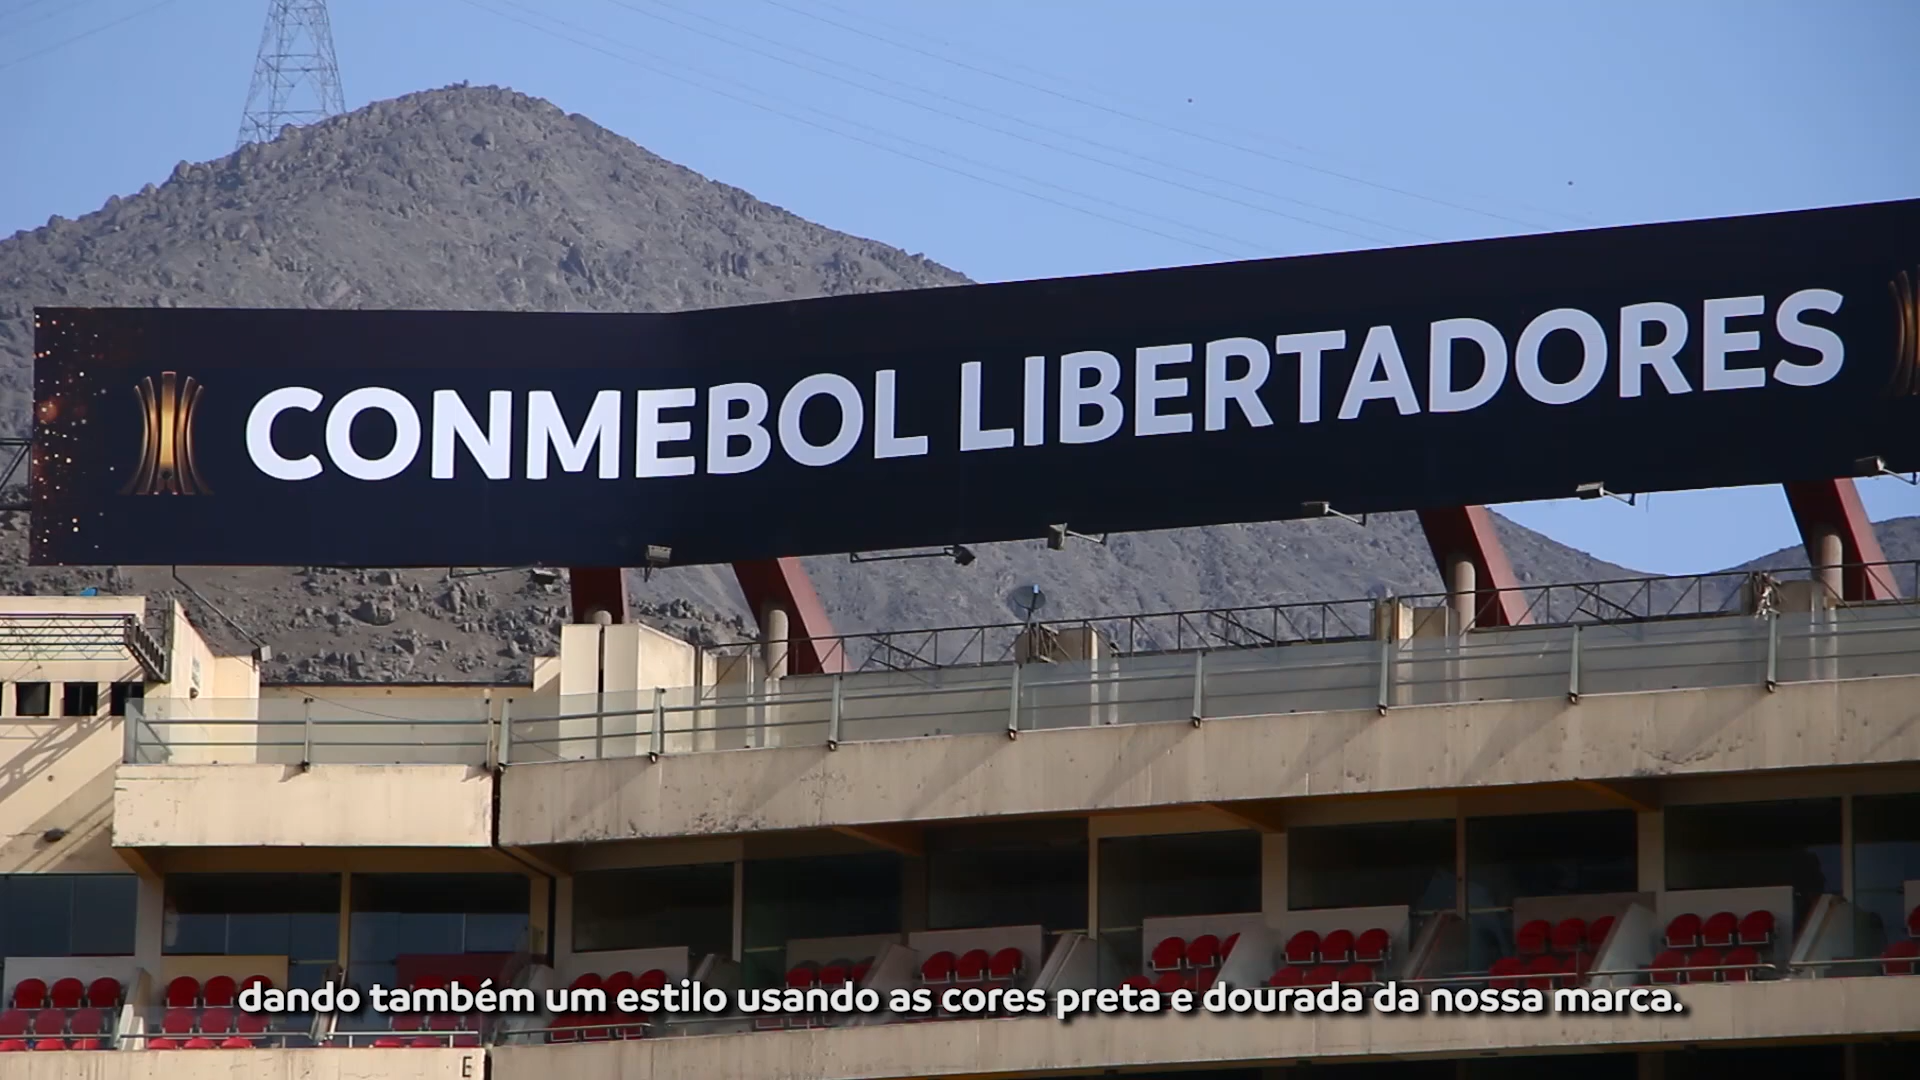 CONMEBOL LIBERTADORES
dando também um estilo usando as cores preta e dourada da nossa marca.
E